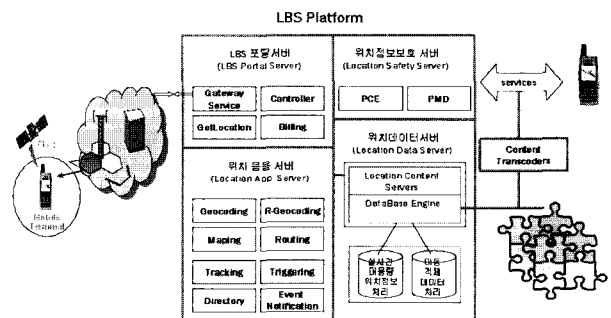 LBS Platform
LBS 포털서버
(LBS Portal Server)
Gateway
Service
Controller
GetLocation
Billing
위치 응용 서버
(Location App Server)
Geocoding
R-Geocoding
Maping
Routing
Tracking
Triggering
Directory
Event
Notification
위치정보보호 서버
(Location Safety Server)
PCE
PMD
위치데이터서버
(Location Data Server)
Location Content
Servers
DataBase Engine
실시간
대용량
위치정보
처리
이동
객체
데이터
처리
services
Content
Transcoders
Mobile
Terminal